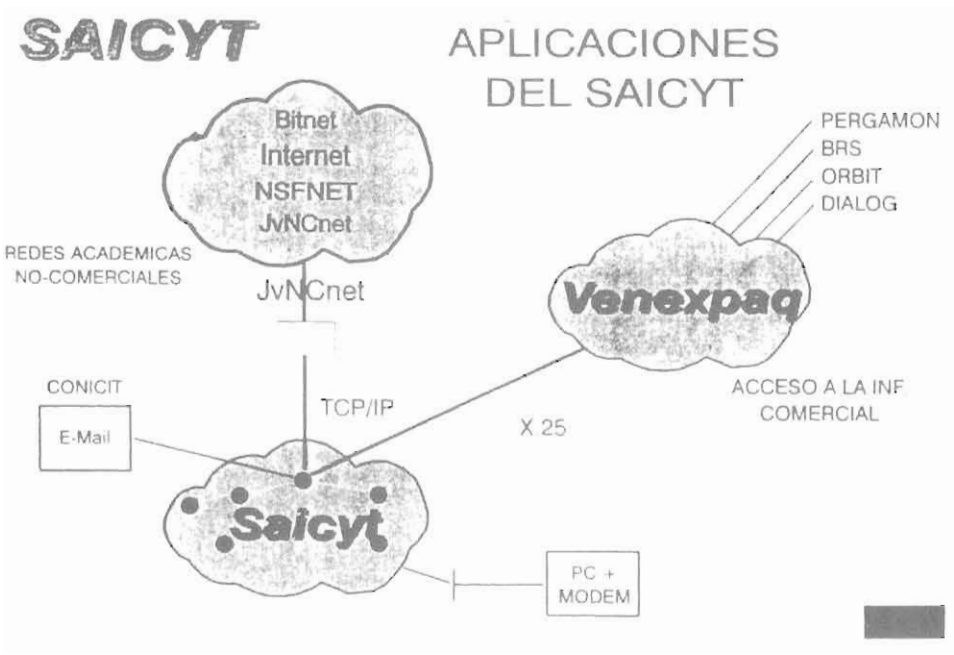 SAICYT
APLICACIONES
DEL SAICYT
Bitnet
Internet
NSFNET
JvNCnet
PERGAMON
BRS
ORBIT
DIALOG
REDES ACADEMICAS
NO-COMERCIALES
JvNCnet
Venexpaq
CONICIT
E-Mail
TCP/IP
X 25
ACCESO A LA INF
COMERCIAL
Saicyt
PC +
MODEM